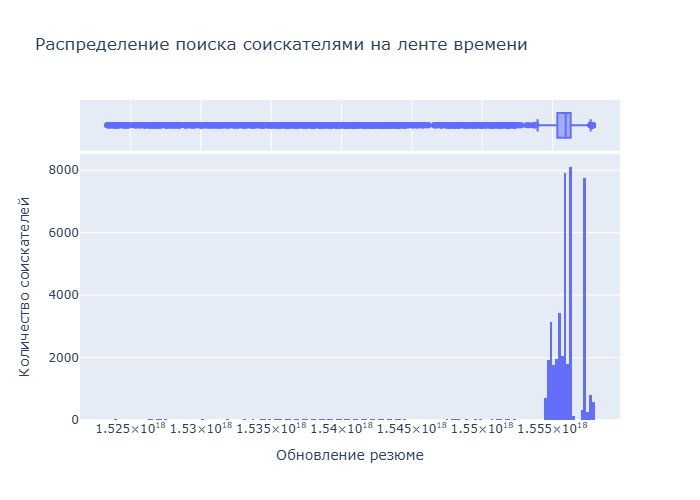 Распределение поиска соискателями на ленте времени
8000
6000
4000
2000
0
Количество соискателей
1.525×10¹⁸ 1.53×10¹⁸ 1.535×10¹⁸ 1.54×10¹⁸ 1.545×10¹⁸ 1.55×10¹⁸ 1.555×10¹⁸
Обновление резюме